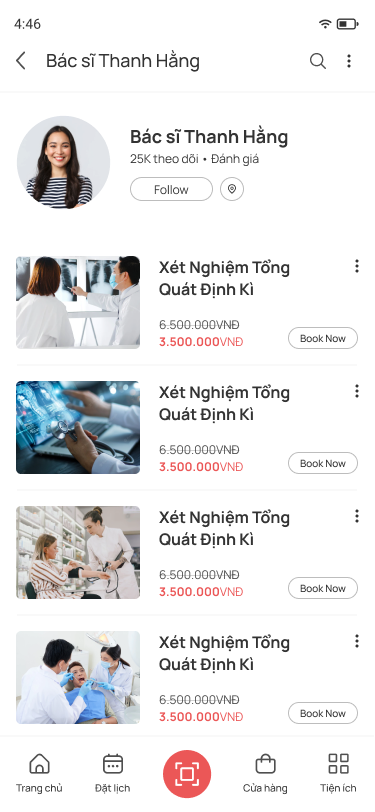 4:46
Bác sĩ Thanh Hằng
Bác sĩ Thanh Hằng
25K theo dõi • Đánh giá
Follow
Xét Nghiệm Tổng
Quát Định Kì
6.500.000VNĐ
3.500.000VNĐ
Book Now
Xét Nghiệm Tổng
Quát Định Kì
6.500.000VNĐ
3.500.000VNĐ
Book Now
Xét Nghiệm Tổng
Quát Định Kì
6.500.000VNĐ
3.500.000VNĐ
Book Now
Xét Nghiệm Tổng
Quát Định Kì
6.500.000VNĐ
3.500.000VNĐ
Book Now
Trang chủ
Đặt lịch
Cửa hàng
Tiện ích